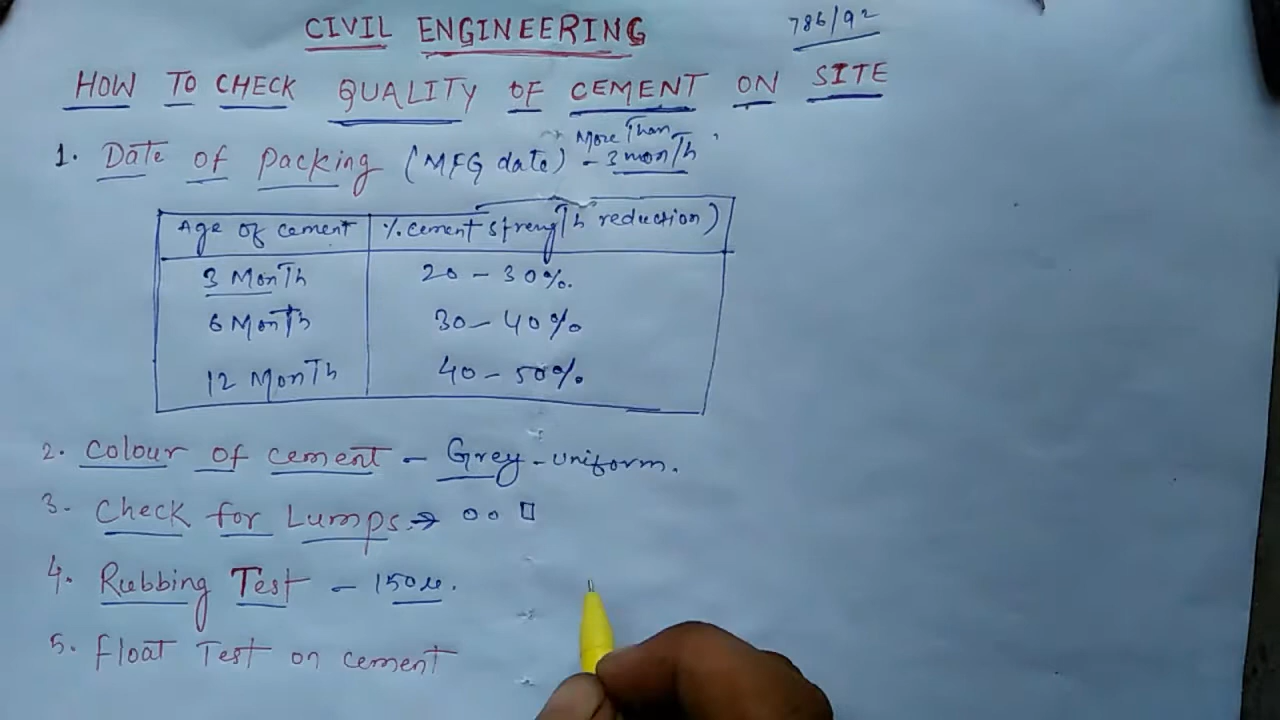 CIVIL ENGINEERING
786/92
HOW TO CHECK QUALITY OF CEMENT ON SITE
1. Date of Packing (MFG date) - More Than 3 month
Age of cement | % cement strength reduction)
3 Month 20 - 30%.
6 Month 30 - 40%
12 Month 40 - 50%.
2. Colour of cement - Grey - uniform.
3. Check for Lumps → o o □
4. Rubbing Test - 150 µ.
5. Float Test on cement